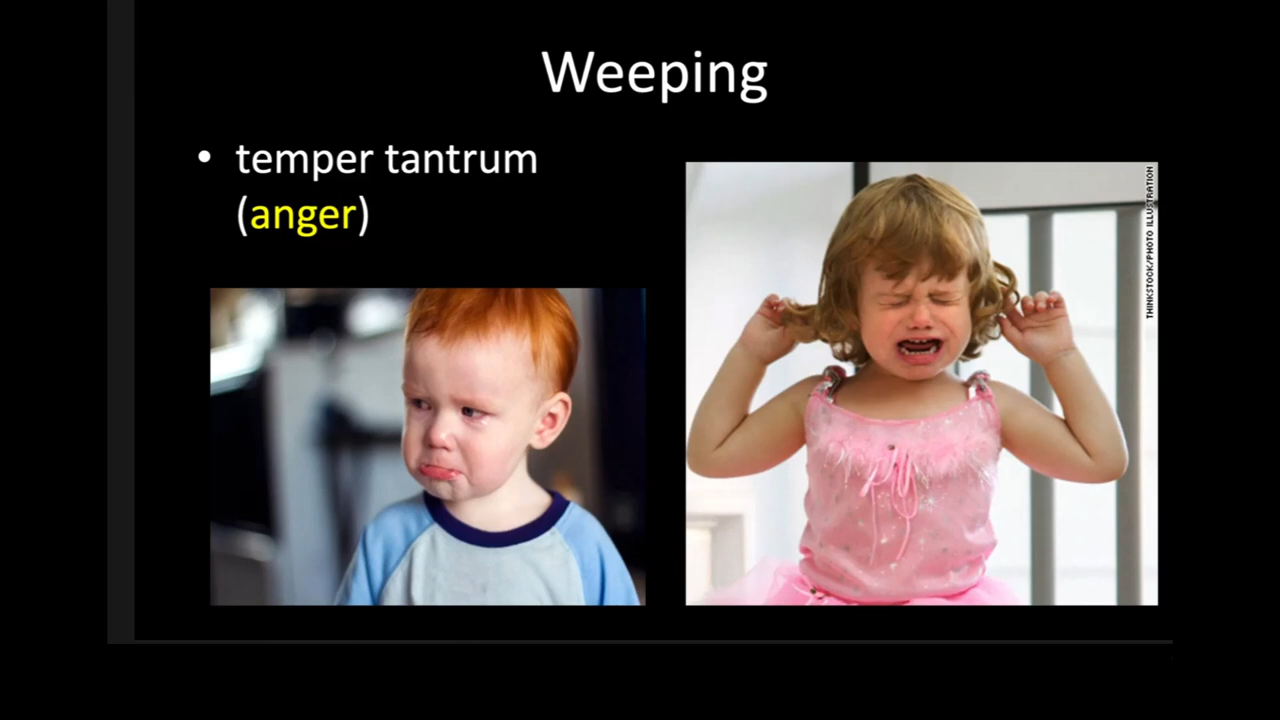 Weeping
• temper tantrum
(anger)
THINKSTOCK/PHOTO ILLUSTRATION